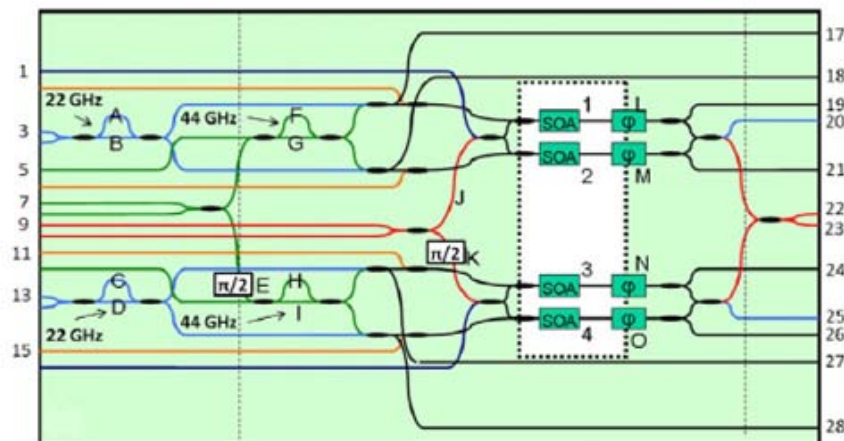 17
1
18
22 GHz
A
44 GHz
F
1
L
19
20
3
B
G
SOA
φ
5
SOA
φ
21
2
M
7
J
9
22
23
11
π/2
K
3
N
24
C
π/2
E
H
SOA
φ
13
D
I
SOA
φ
25
22 GHz
44 GHz
4
O
26
15
27
28